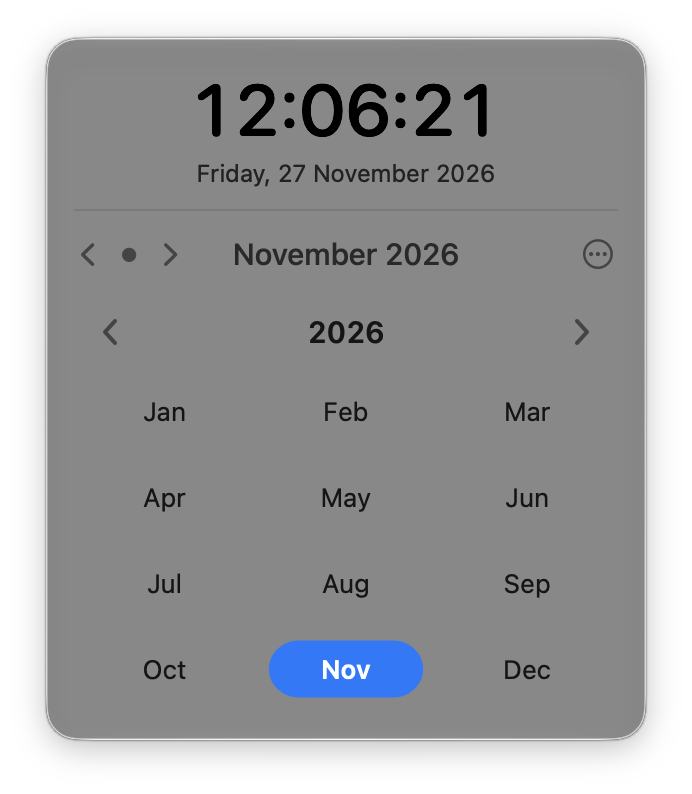 12:06:21
Friday, 27 November 2026
November 2026
2026
Jan Feb Mar
Apr May Jun
Jul Aug Sep
Oct Nov Dec